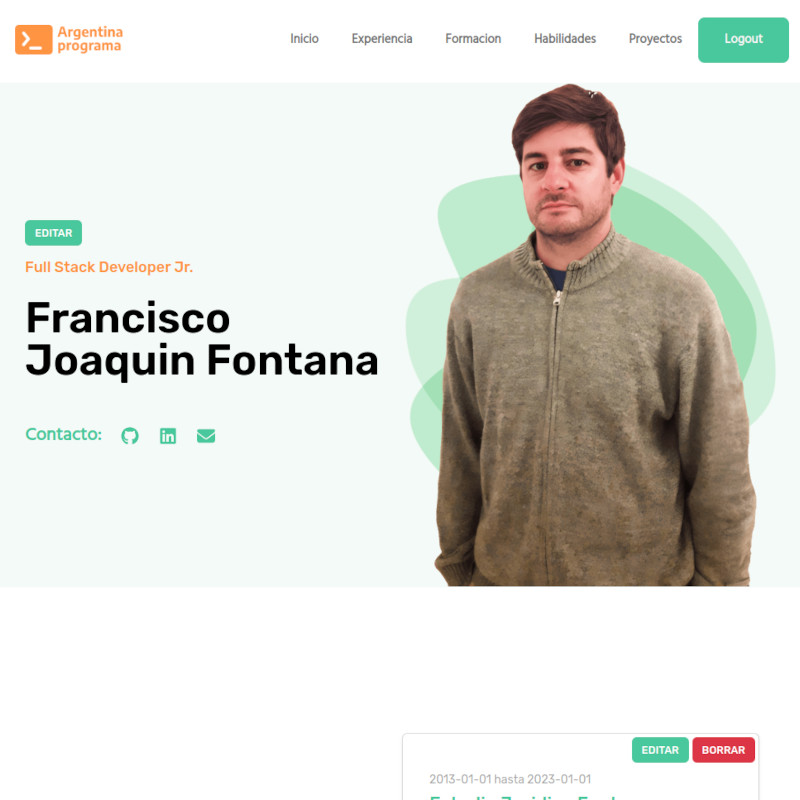 Argentina
programa
Inicio
Experiencia
Formacion
Habilidades
Proyectos
Logout
EDITAR
Full Stack Developer Jr.
Francisco
Joaquin Fontana
Contacto:
EDITAR
BORRAR
2013-01-01 hasta 2023-01-01